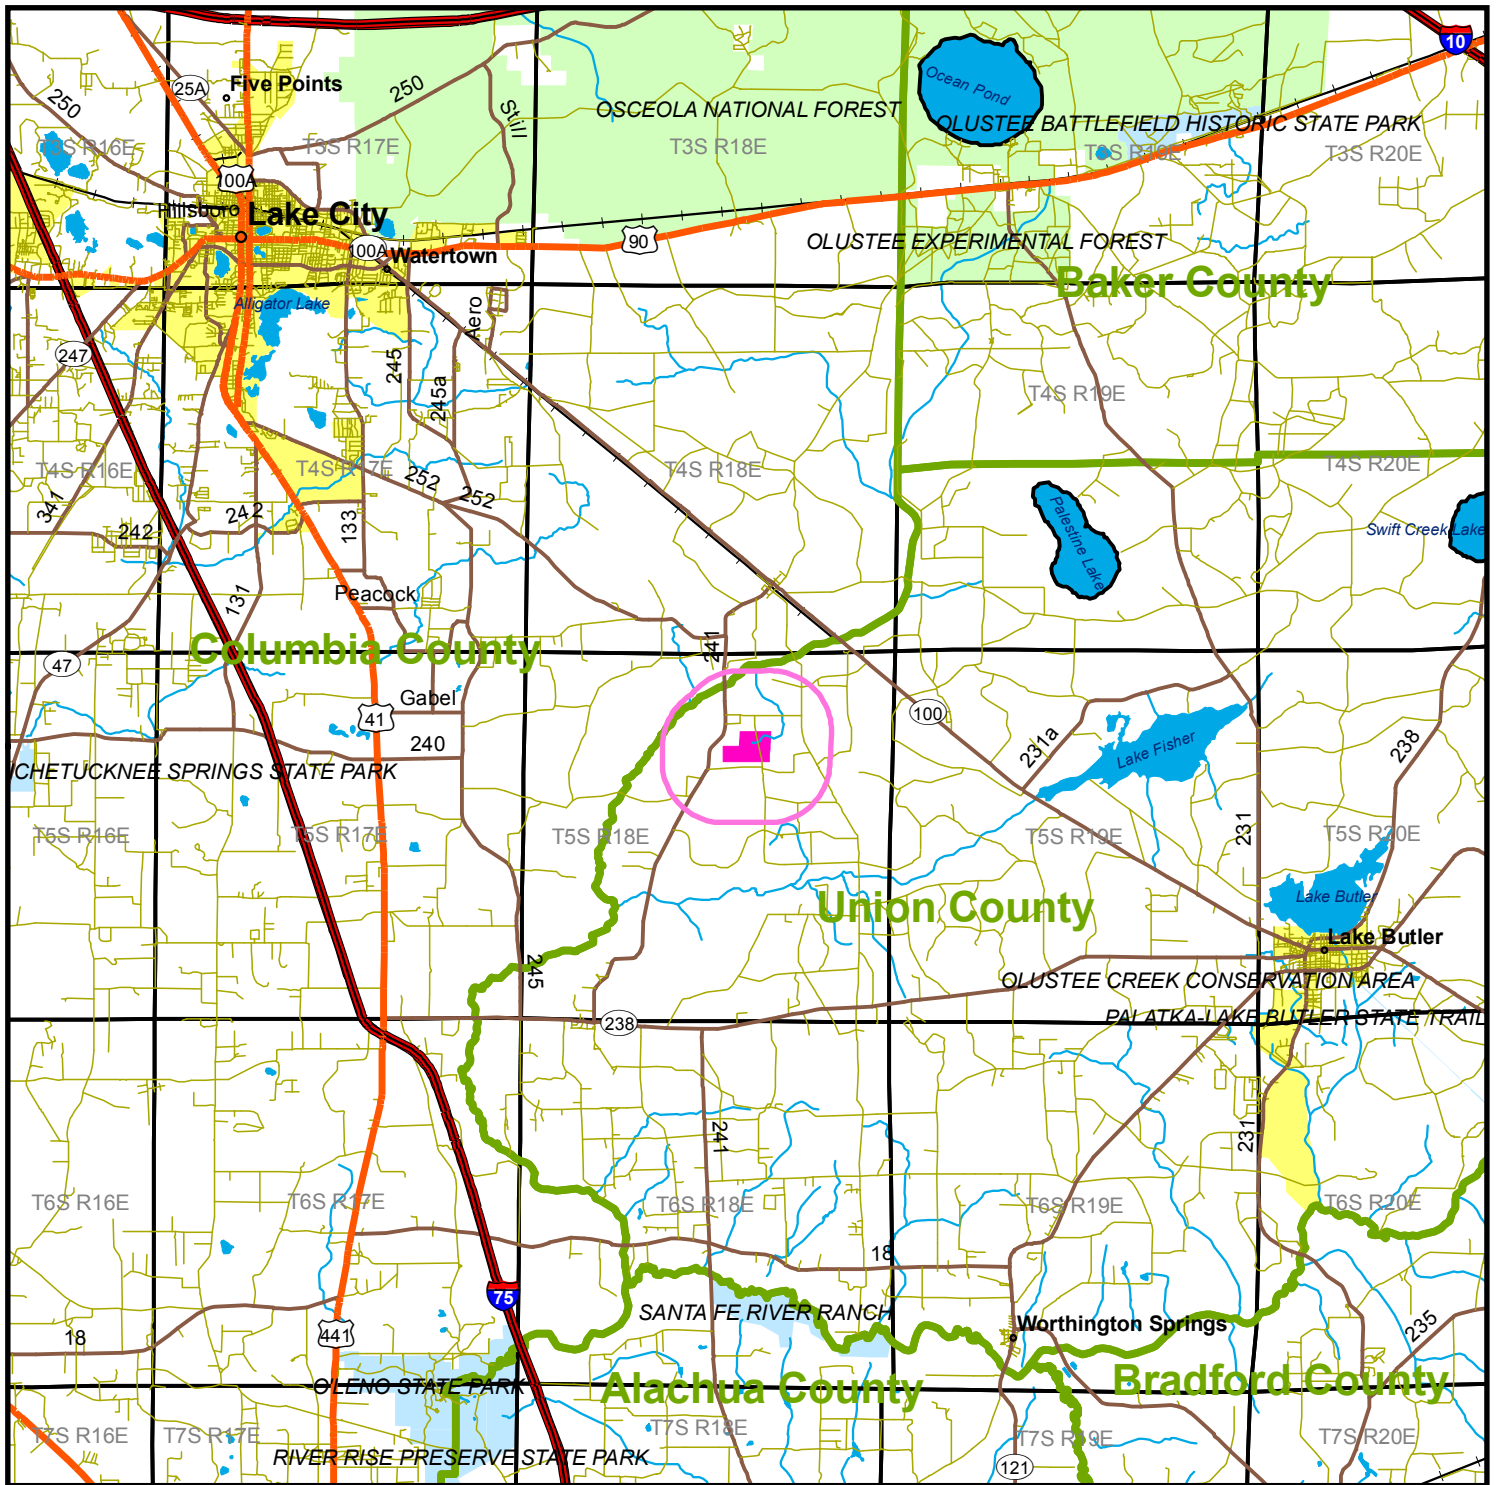 10
Five Points
25A
250
250
Still
Ocean Pond
OSCEOLA NATIONAL FOREST
OLUSTEE BATTLEFIELD HISTORIC STATE PARK
T3S R16E
T3S R17E
T3S R18E
T3S R19E
T3S R20E
100A
Hillsboro
Lake City
100A
Watertown
90
OLUSTEE EXPERIMENTAL FOREST
Baker County
Alligator Lake
Aero
247
245
245a
T4S R19E
T4S R16E
T4S R17E
252
252
T4S R18E
T4S R20E
341
242
242
133
Palestine Lake
Swift Creek Lake
131
Peacock
Columbia County
241
47
Gabel
41
240
100
231a
Lake Fisher
238
ICHETUCKNEE SPRINGS STATE PARK
T5S R16E
T5S R17E
T5S R18E
T5S R19E
231
T5S R20E
Union County
Lake Butler
Lake Butler
245
OLUSTEE CREEK CONSERVATION AREA
238
PALATKA-LAKE BUTLER STATE TRAIL
241
231
T6S R16E
T6S R17E
T6S R18E
T6S R19E
T6S R20E
18
75
SANTA FE RIVER RANCH
Worthington Springs
18
441
235
O'LENO STATE PARK
Alachua County
Bradford County
T7S R16E
T7S R17E
T7S R18E
T7S R19E
T7S R20E
RIVER RISE PRESERVE STATE PARK
121